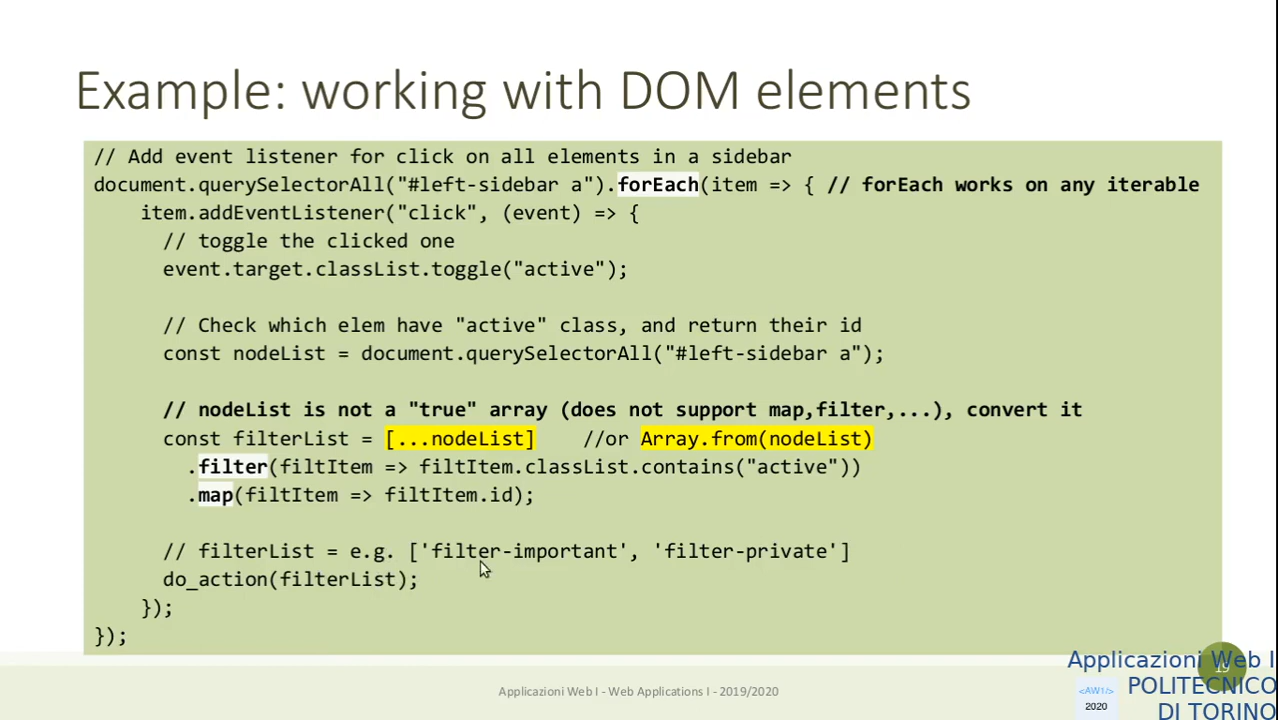 Example: working with DOM elements
// Add event listener for click on all elements in a sidebar
document.querySelectorAll("#left-sidebar a").forEach(item => { // forEach works on any iterable
item.addEventListener("click", (event) => {
// toggle the clicked one
event.target.classList.toggle("active");
// Check which elem have "active" class, and return their id
const nodeList = document.querySelectorAll("#left-sidebar a");
// nodeList is not a "true" array (does not support map,filter,...), convert it
const filterList = [...nodeList] //or Array.from(nodeList)
.filter(filtItem => filtItem.classList.contains("active"))
.map(filtItem => filtItem.id);
// filterList = e.g. ['filter-important', 'filter-private']
do_action(filterList);
});
});
Applicazioni Web I - Web Applications I - 2019/2020
Applicazioni Web I
POLITECNICO
DI TORINO
<AW1/>
2020